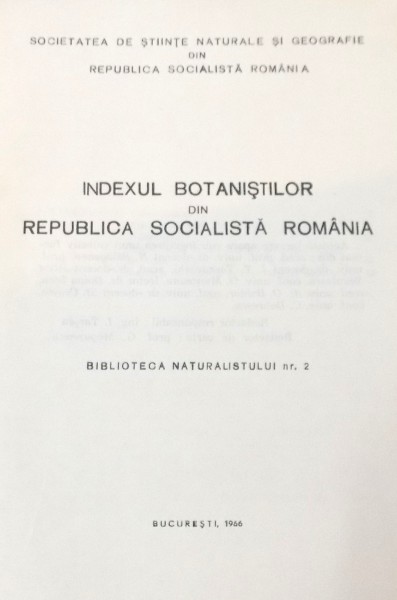 SOCIETATEA DE ŞTIINŢE NATURALE ŞI GEOGRAFIE
DIN
REPUBLICA SOCIALISTĂ ROMÂNIA
INDEXUL BOTANIŞTILOR
DIN
REPUBLICA SOCIALISTĂ ROMÂNIA
BIBLIOTECA NATURALISTULUI nr. 2
BUCUREŞTI, 1966